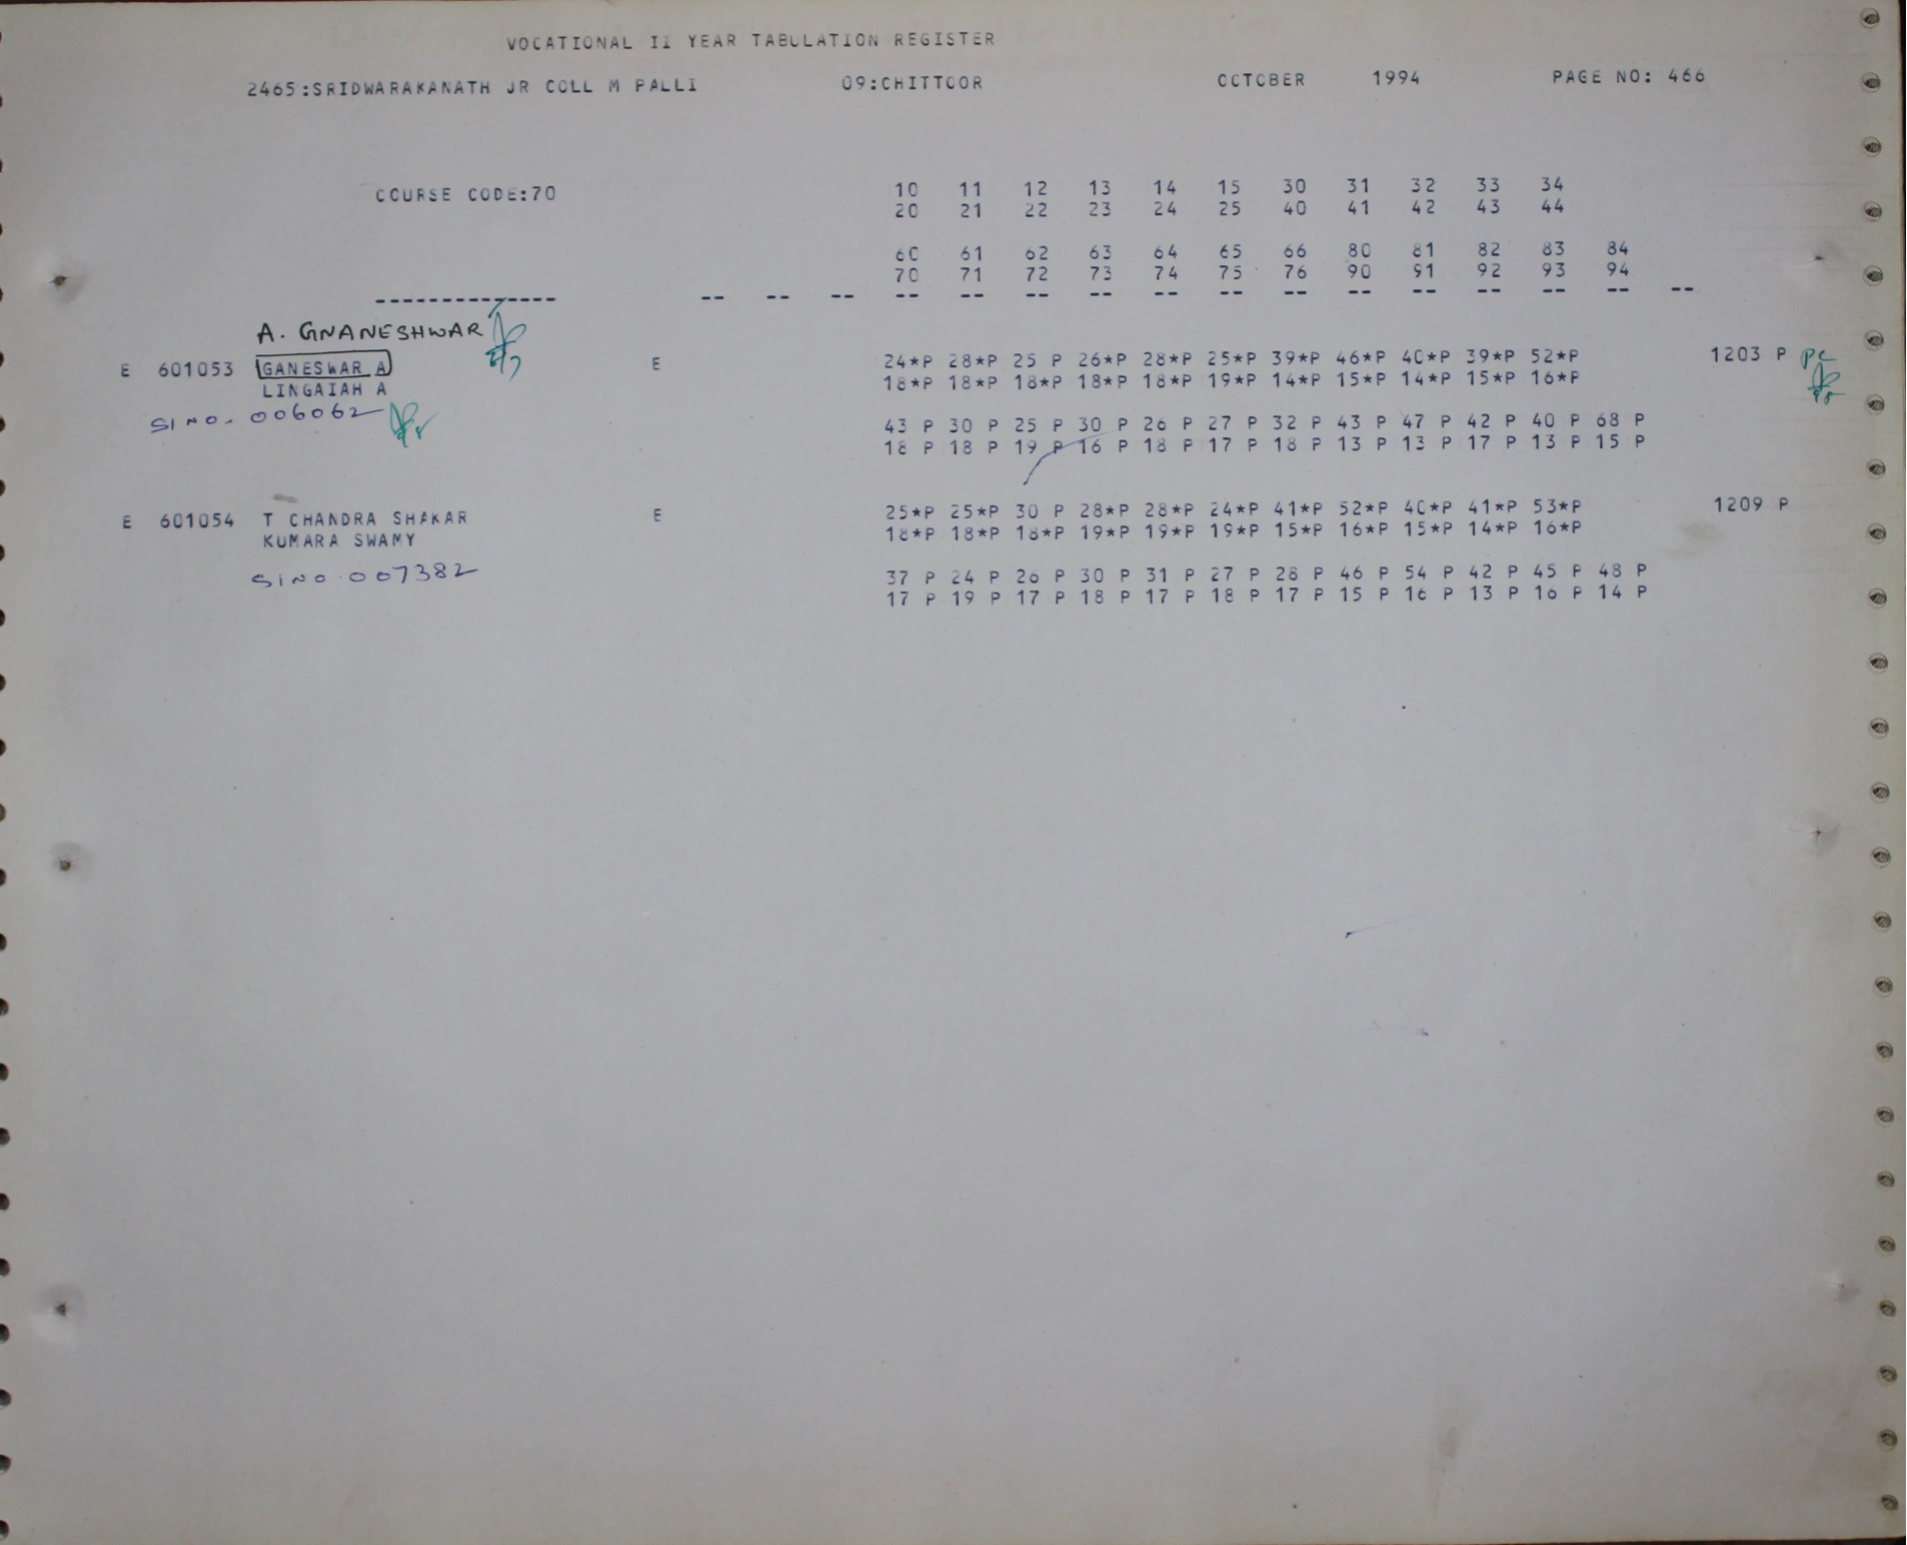 VOCATIONAL II YEAR TABULATION REGISTER
2465:SRIDWARAKANATH JR COLL M PALLI 09:CHITTOOR OCTOBER 1994 PAGE NO: 466
COURSE CODE:70 10 11 12 13 14 15 30 31 32 33 34
20 21 22 23 24 25 40 41 42 43 44
60 61 62 63 64 65 66 80 81 82 83 84
70 71 72 73 74 75 76 90 91 92 93 94
-------------- -- -- -- -- -- -- -- -- -- -- -- -- -- -- -- --
A. GNANESHWAR
E 601053 GANESWAR A E 24*P 28*P 25 P 26*P 28*P 25*P 39*P 46*P 40*P 39*P 52*P 1203 P pc
LINGAIAH A 18*P 18*P 18*P 18*P 18*P 19*P 14*P 15*P 14*P 15*P 16*P
SI NO. 006062 43 P 30 P 25 P 30 P 26 P 27 P 32 P 43 P 47 P 42 P 40 P 68 P
18 P 18 P 19 P 16 P 18 P 17 P 18 P 13 P 13 P 17 P 13 P 15 P
E 601054 T CHANDRA SHAKAR E 25*P 25*P 30 P 28*P 28*P 24*P 41*P 52*P 40*P 41*P 53*P 1209 P
KUMARA SWAMY 18*P 18*P 18*P 19*P 19*P 19*P 15*P 16*P 15*P 14*P 16*P
SI NO. 007382 37 P 24 P 26 P 30 P 31 P 27 P 28 P 46 P 54 P 42 P 45 P 48 P
17 P 19 P 17 P 18 P 17 P 18 P 17 P 15 P 16 P 13 P 16 P 14 P